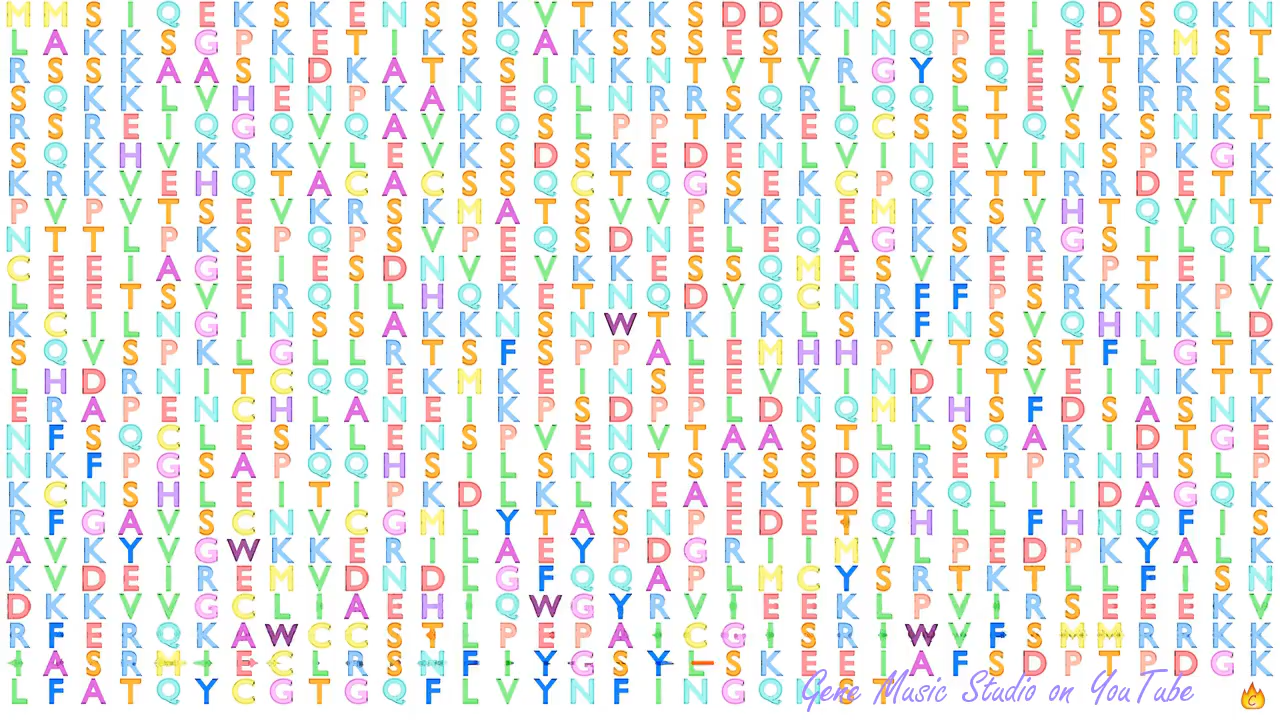 M M S I Q E K S K E N S S K V T K K S D D K N S E T E I Q D S Q K N
L A K K S G P K E T I K S Q A K S S S E S K I N Q P E L E T R M S T
R S S K A A S N D K A T K S I N K N T V T V R G Y S Q E S T K K K L
S Q K K L V H E N P K A N E Q L N R R S Q R L Q Q L T E V S K R S K
R S R E I Q G Q V Q A V K Q S L P P T K K E Q C S S T Q S K S N K T
S Q K H V K R K V L E V K S D S K E D E N L V I N E V I N S P K G L
K R K V E H Q T A C A C S S Q C T Q G S E K C P Q K T T R R D E T K
P V P V T S E V K R S K M A T S V V P K K N E M K K S V H T Q V N Q
N T T L P K S P Q P S V P E Q S D N E L E Q A G K S K R G S I L Q L
C E E I A G E I E S D N V E V K K E S S Q M E S V K E E K P T E I K
L E E T S V E R Q I L H Q K E T N Q D V Q C N R F F P S R K T K P V
K C I L N G I N S S A K K N S N W T K I K L S K F N S V Q H N K L D
S Q V S P K L G L L R T S F S P P A L E M H H P V T Q S T F L G T K
L H D R N I T C Q Q E K M K E I N S E E V K I N D I T V E I N K T T
E R A P E N C H L A N E I K P S D P P L D N Q M K H S F D S A S N K
N F S Q C L E S K L E N S P V E N V T A A S T L L S Q A K I D T G E
N K F P G S A P Q Q H S I L S N Q T S K S S D N R E T P R N H S L P
K C N S H L E I T I P K D L K L K E A E K T D E K Q L I I D A G Q K
R F G A V S C N V C G M L Y T A S N P E D E T Q H L L F H N Q F I S
A V K Y V G W K K E R I L A E Y P D G R I I M V L P E D P K Y A L K
K V D E I R E M V D N D L G F Q Q A P L M C Y S R T K T L L F I S N
D K K V V G C L I A E H L Q W G Y R V I E E K L P V I R S E E E K V
R F E R Q K A W C C S T L P E P A I C G I S R I W V F S M M R R K K
I A S R M I E C L R S N F I Y G S Y L S K E E I A F S D P T P D G K
L F A T Q Y C G T G Q F L V Y N F I N G Q N S T
Gene Music Studio on YouTube